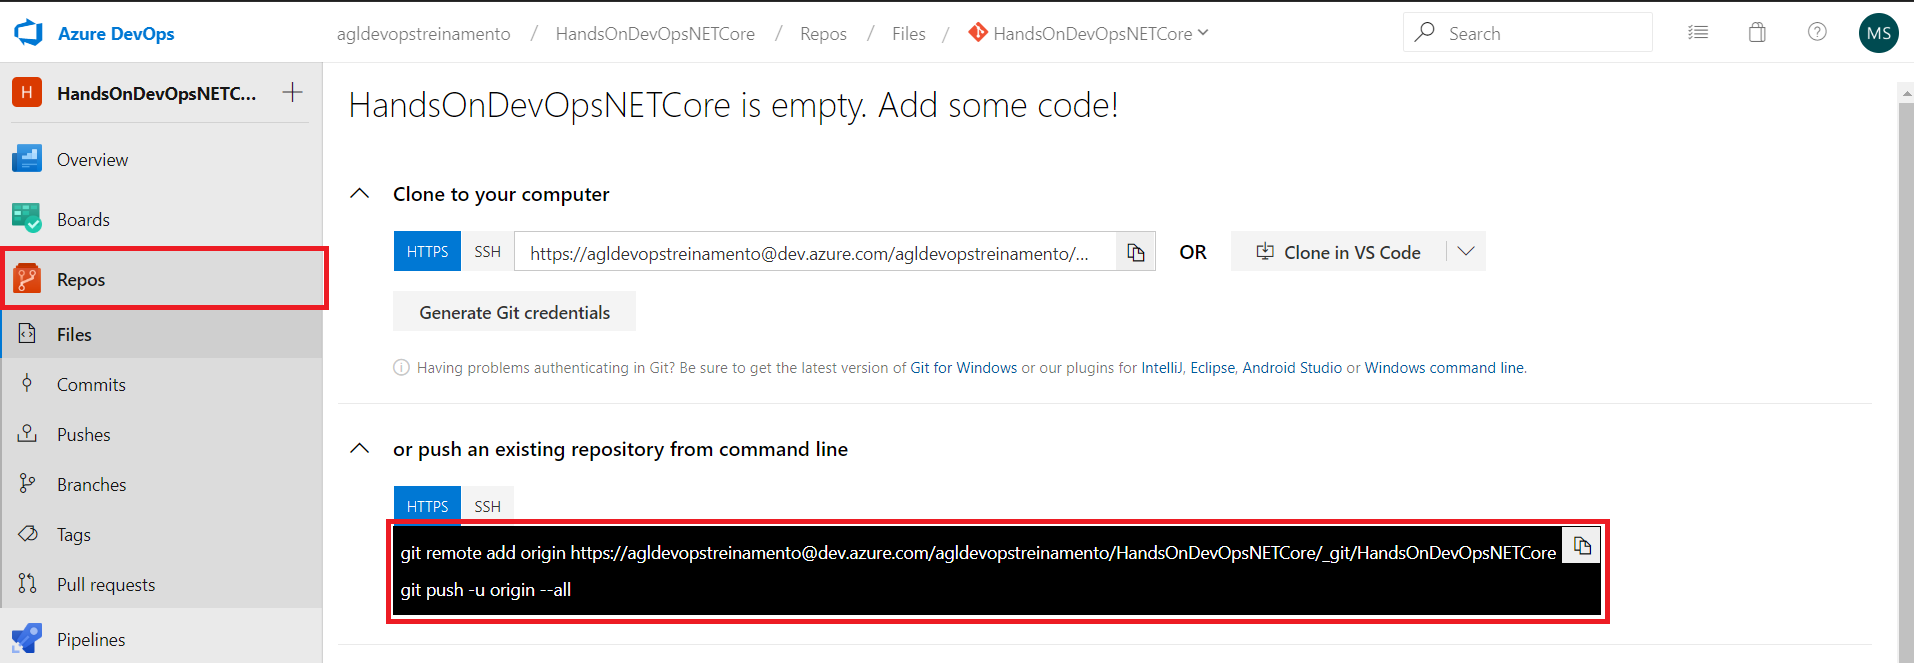 Azure DevOps
agldevopstreinamento / HandsOnDevOpsNETCore / Repos / Files / HandsOnDevOpsNETCore
Search
MS
H HandsOnDevOpsNETC... +
Overview
Boards
Repos
Files
Commits
Pushes
Branches
Tags
Pull requests
Pipelines
HandsOnDevOpsNETCore is empty. Add some code!
Clone to your computer
HTTPS SSH https://agldevopstreinamento@dev.azure.com/agldevopstreinamento/... OR Clone in VS Code
Generate Git credentials
Having problems authenticating in Git? Be sure to get the latest version of Git for Windows or our plugins for IntelliJ, Eclipse, Android Studio or Windows command line.
or push an existing repository from command line
HTTPS SSH
git remote add origin https://agldevopstreinamento@dev.azure.com/agldevopstreinamento/HandsOnDevOpsNETCore/_git/HandsOnDevOpsNETCore
git push -u origin --all